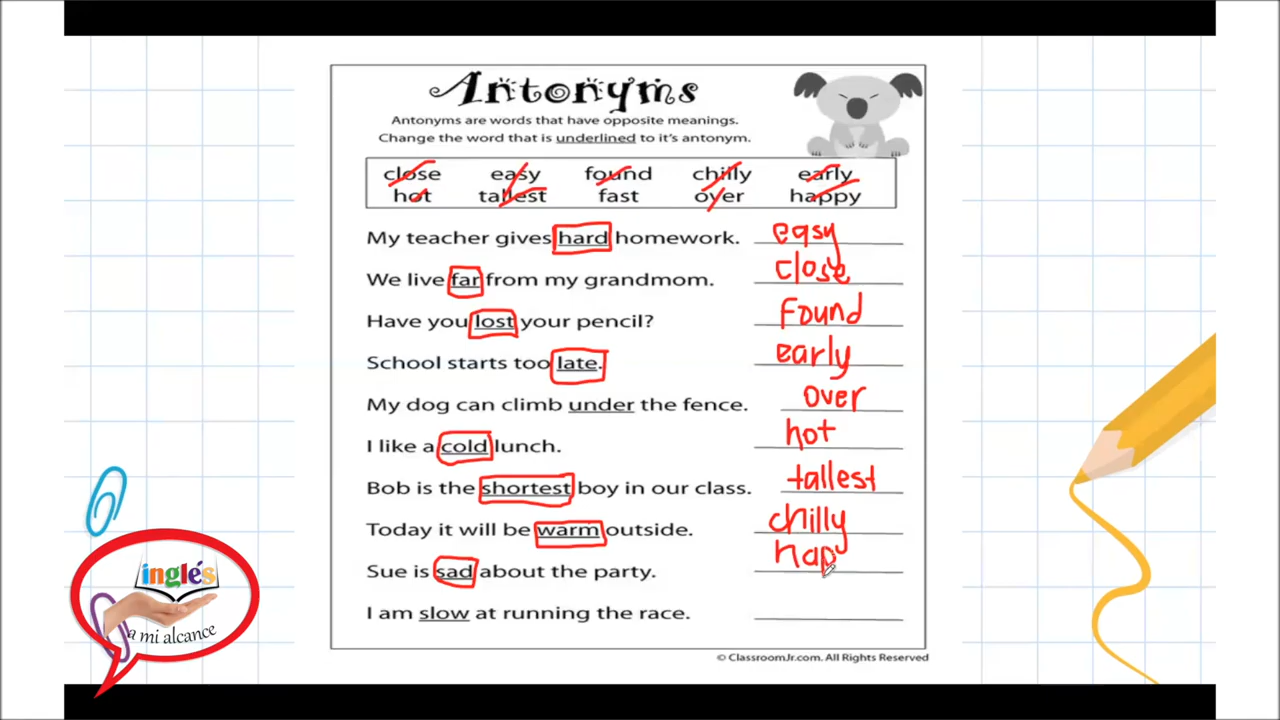 Antonyms
Antonyms are words that have opposite meanings.
Change the word that is underlined to it's antonym.
close easy found chilly early
hot tallest fast over happy
My teacher gives hard homework. easy
We live far from my grandmom. close
Have you lost your pencil? Found
School starts too late. early
My dog can climb under the fence. over
I like a cold lunch. hot
Bob is the shortest boy in our class. tallest
Today it will be warm outside. chilly
Sue is sad about the party. hap
I am slow at running the race.
© ClassroomJr.com. All Rights Reserved
inglés
a mi alcance